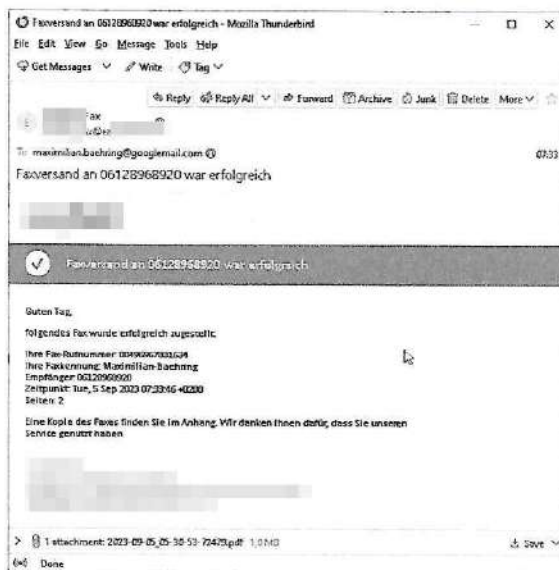 Faxversand an 06128968920 war erfolgreich - Mozilla Thunderbird
File Edit View Go Message Tools Help
Get Messages Write Tag
Reply Reply All Forward Archive Junk Delete More
Fax
To maximilian.baehring@googlemail.com 07:33
Faxversand an 06128968920 war erfolgreich
Faxversand an 06128968920 war erfolgreich
Guten Tag,
folgendes Fax wurde erfolgreich zugestellt:
Ihre Fax-Rufnummer:
Ihre Faxkennung: Maximilian-Baehring
Empfänger: 06128968920
Zeitpunkt: Tue, 5 Sep 2023 07:33:46 +0200
Seiten: 2
Eine Kopie des Faxes finden Sie im Anhang. Wir danken Ihnen dafür, dass Sie unseren
Service genutzt haben
1 attachment: 2023-09-05_05-30-53-72479.pdf 1,0 MB Save
Done